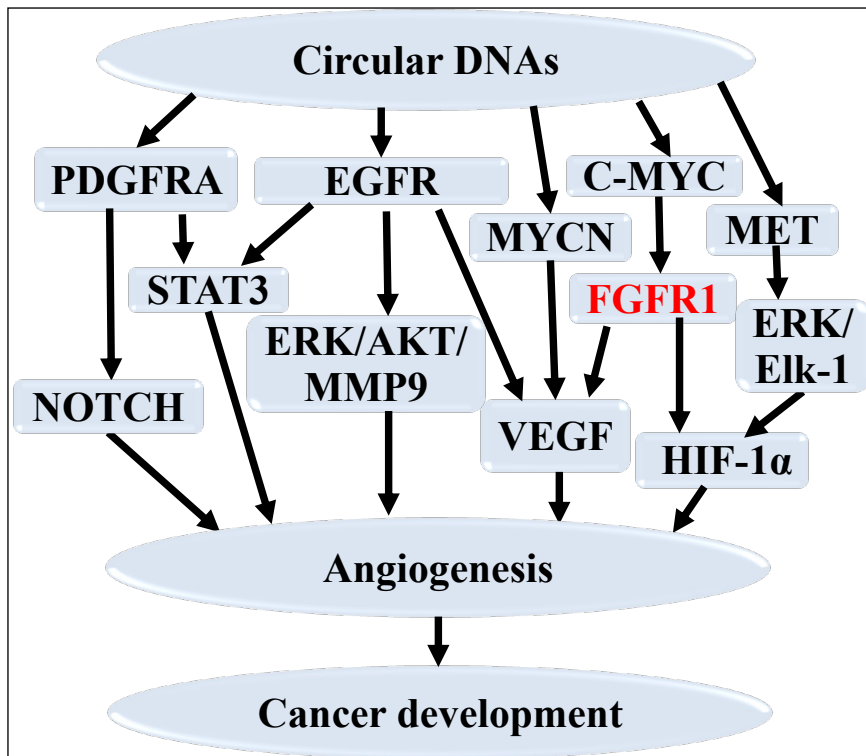 Circular DNAs
PDGFRA
EGFR
C-MYC
MYCN
MET
STAT3
FGFR1
ERK/AKT/
MMP9
ERK/
Elk-1
NOTCH
VEGF
HIF-1α
Angiogenesis
Cancer development